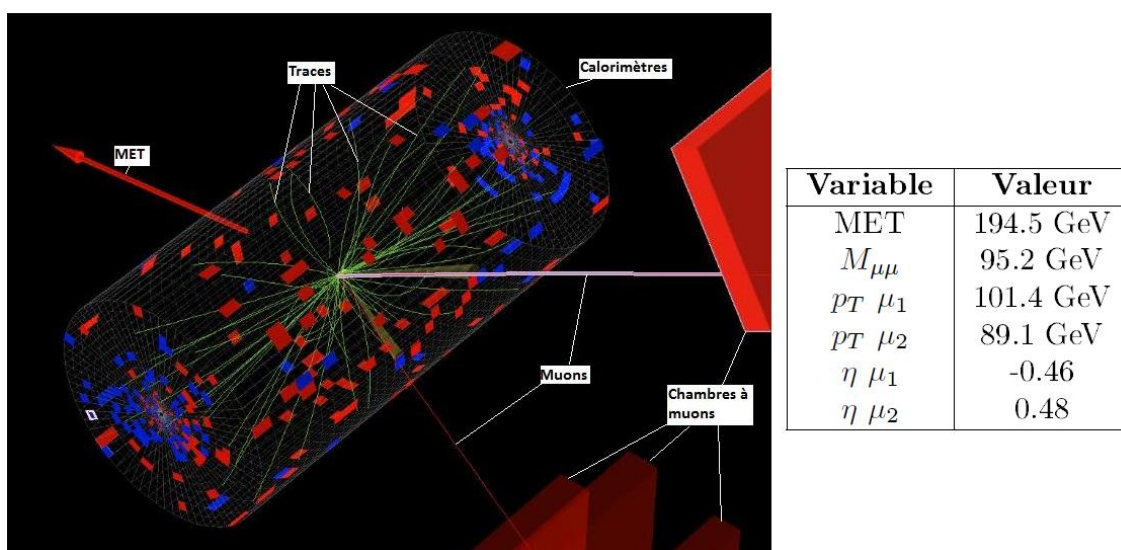 Traces
Calorimètres
MET
Muons
Chambres à
muons
Variable Valeur
MET 194.5 GeV
Mμμ 95.2 GeV
pT μ1 101.4 GeV
pT μ2 89.1 GeV
η μ1 -0.46
η μ2 0.48